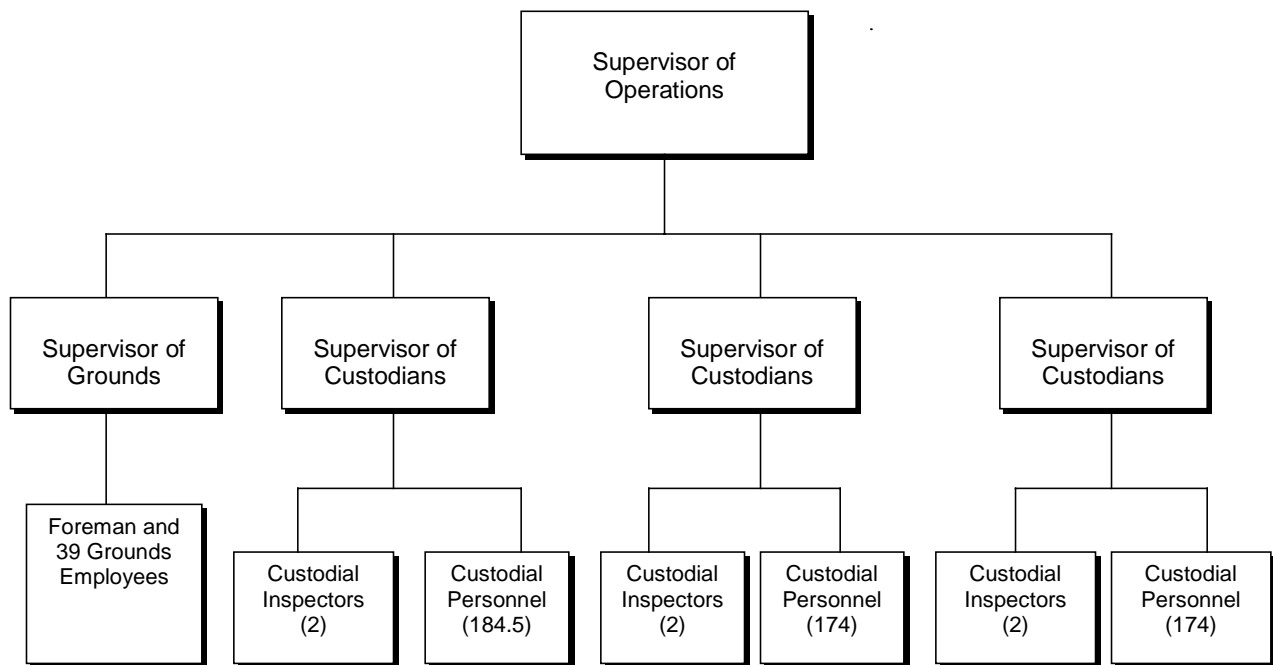 Supervisor of
Operations
Supervisor of
Grounds
Supervisor of
Custodians
Supervisor of
Custodians
Supervisor of
Custodians
Foreman and
39 Grounds
Employees
Custodial
Inspectors
(2)
Custodial
Personnel
(184.5)
Custodial
Inspectors
(2)
Custodial
Personnel
(174)
Custodial
Inspectors
(2)
Custodial
Personnel
(174)